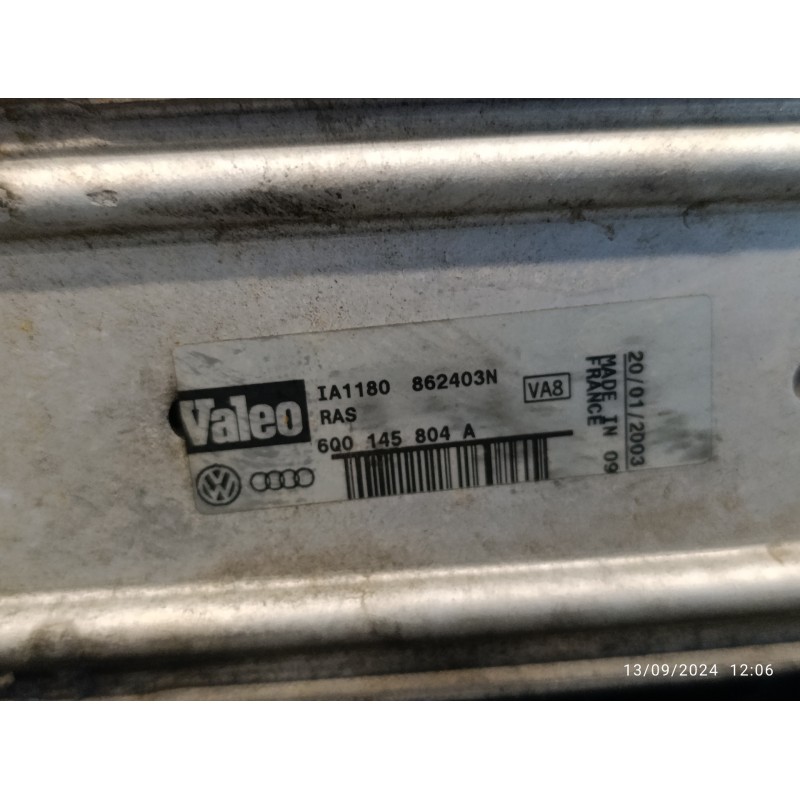 Valeo
IA1180 862403N
RAS
6Q0 145 804 A
VA8
20/01/2003
MADE IN 09
FRANCE
13/09/2024 12:06